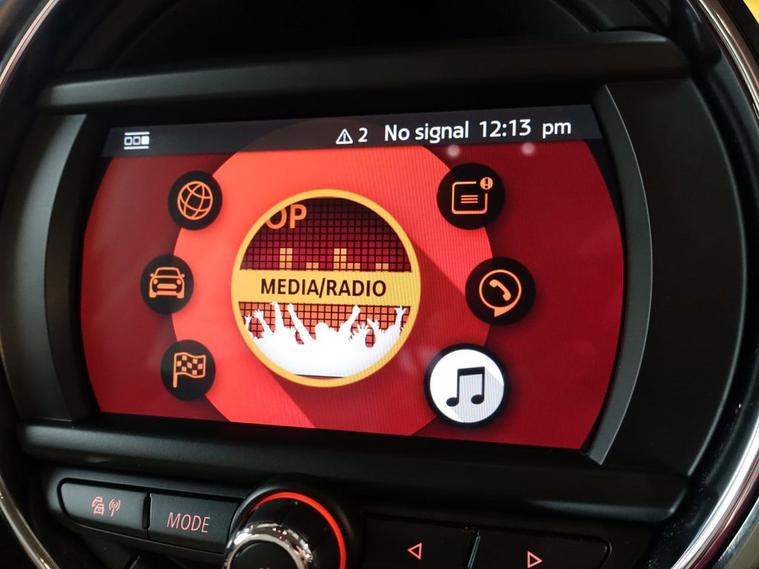 2 No signal 12:13 pm
OP
MEDIA/RADIO
MODE